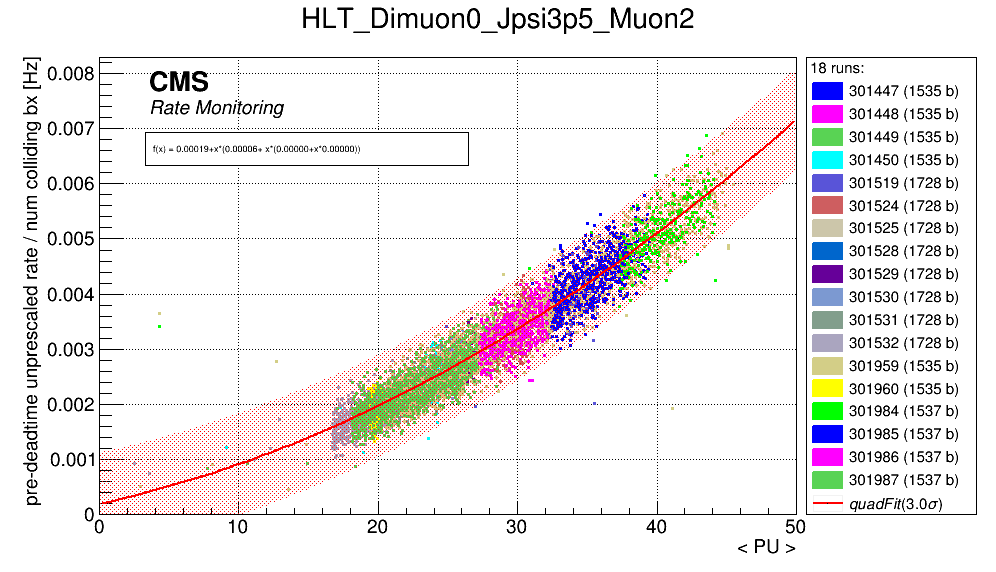 HLT_Dimuon0_Jpsi3p5_Muon2
pre-deadtime unprescaled rate / num colliding bx [Hz]
CMS
Rate Monitoring
f(x) = 0.00019+x*(0.00006+ x*(0.00000+x*0.00000))
0.008
0.007
0.006
0.005
0.004
0.003
0.002
0.001
0
0 10 20 30 40 50
< PU >
18 runs:
301447 (1535 b)
301448 (1535 b)
301449 (1535 b)
301450 (1535 b)
301519 (1728 b)
301524 (1728 b)
301525 (1728 b)
301528 (1728 b)
301529 (1728 b)
301530 (1728 b)
301531 (1728 b)
301532 (1728 b)
301959 (1535 b)
301960 (1535 b)
301984 (1537 b)
301985 (1537 b)
301986 (1537 b)
301987 (1537 b)
quadFit(3.0σ)